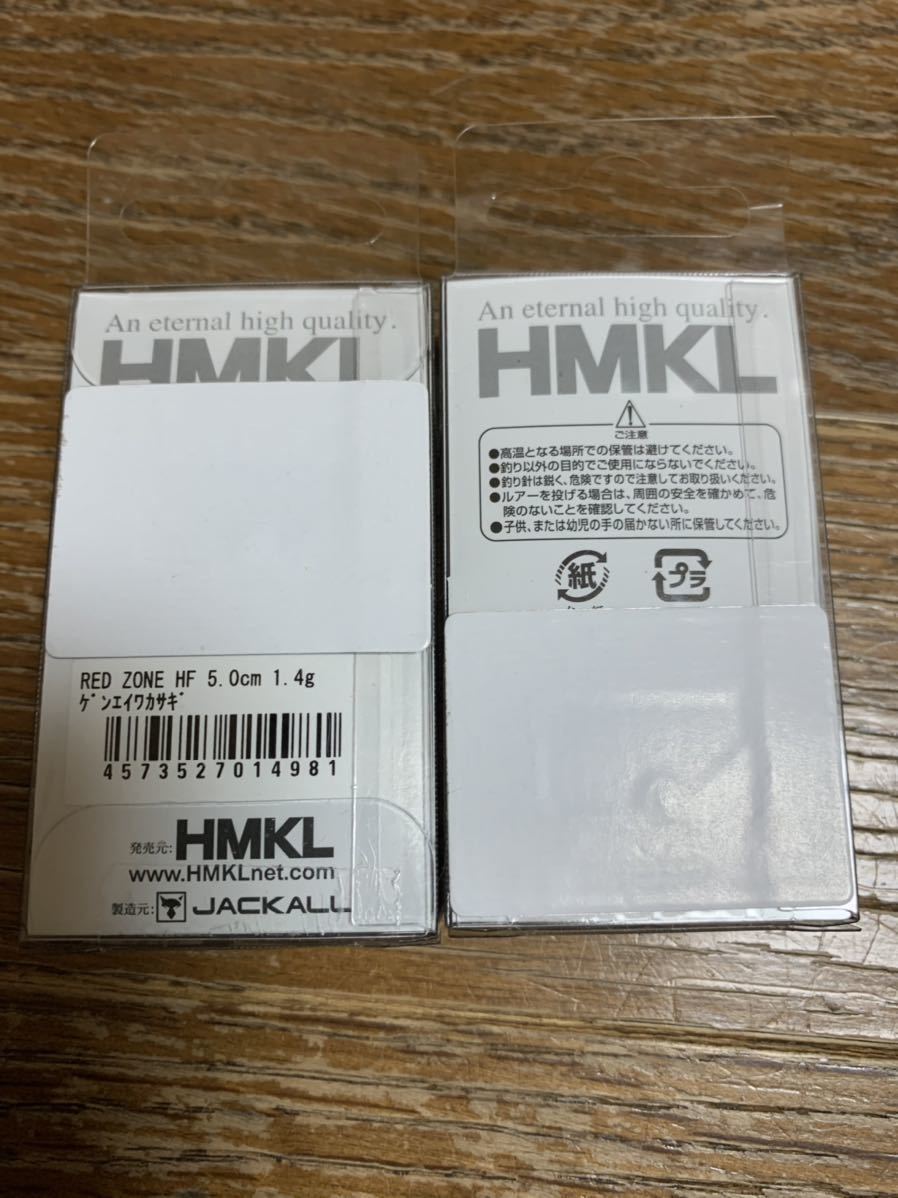 An eternal high quality.
HMKL
RED ZONE HF 5.0cm 1.4g
ｹﾞﾝｴｲﾜｶｻｷﾞ
4573527014981
発売元: HMKL
www.HMKLnet.com
製造元: JACKALL
An eternal high quality.
HMKL
ご注意
●高温となる場所での保管は避けてください。
●釣り以外の目的でご使用にならないでください。
●釣り針は鋭く、危険ですので注意してお取り扱いください。
●ルアーを投げる場合は、周囲の安全を確かめて、危
険のないことを確認してください。
●子供、または幼児の手の届かない所に保管してください。
紙 プラ